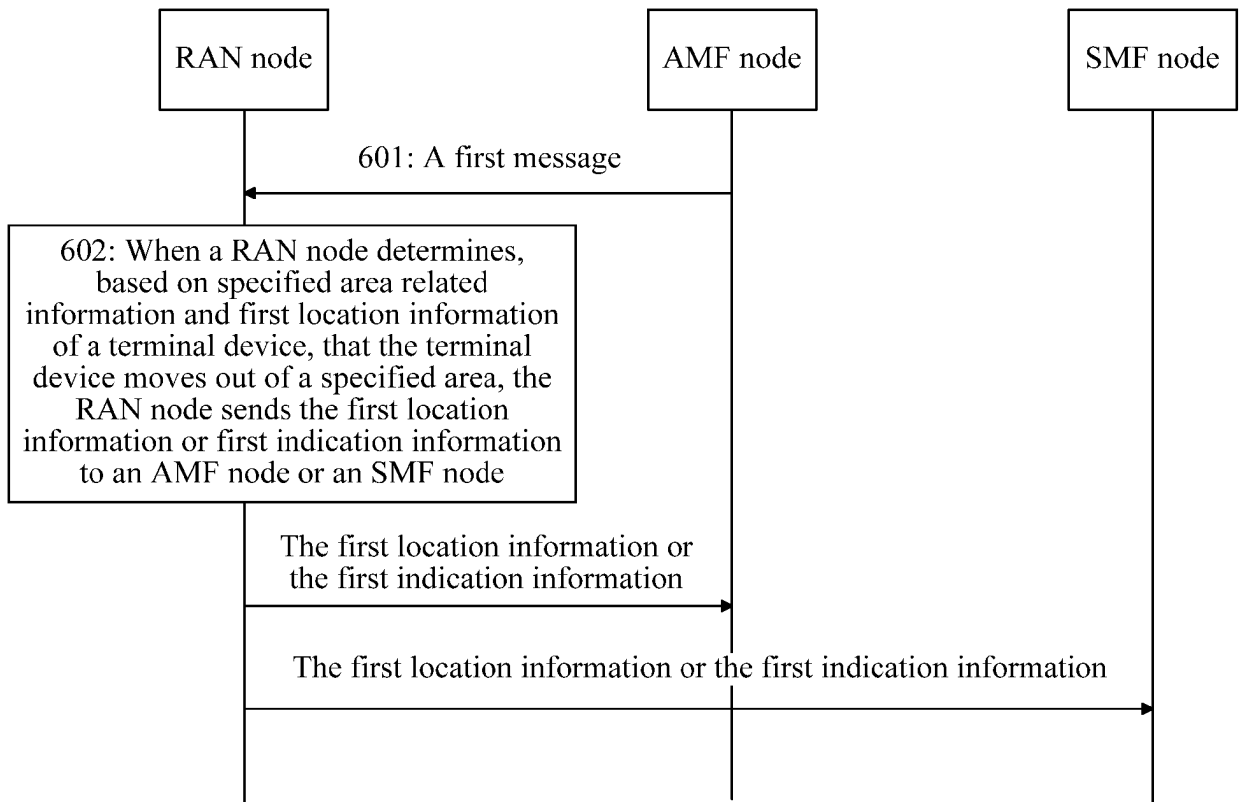 RAN node
AMF node
SMF node
601: A first message
602: When a RAN node determines,
based on specified area related
information and first location information
of a terminal device, that the terminal
device moves out of a specified area, the
RAN node sends the first location
information or first indication information
to an AMF node or an SMF node
The first location information or
the first indication information
The first location information or the first indication information